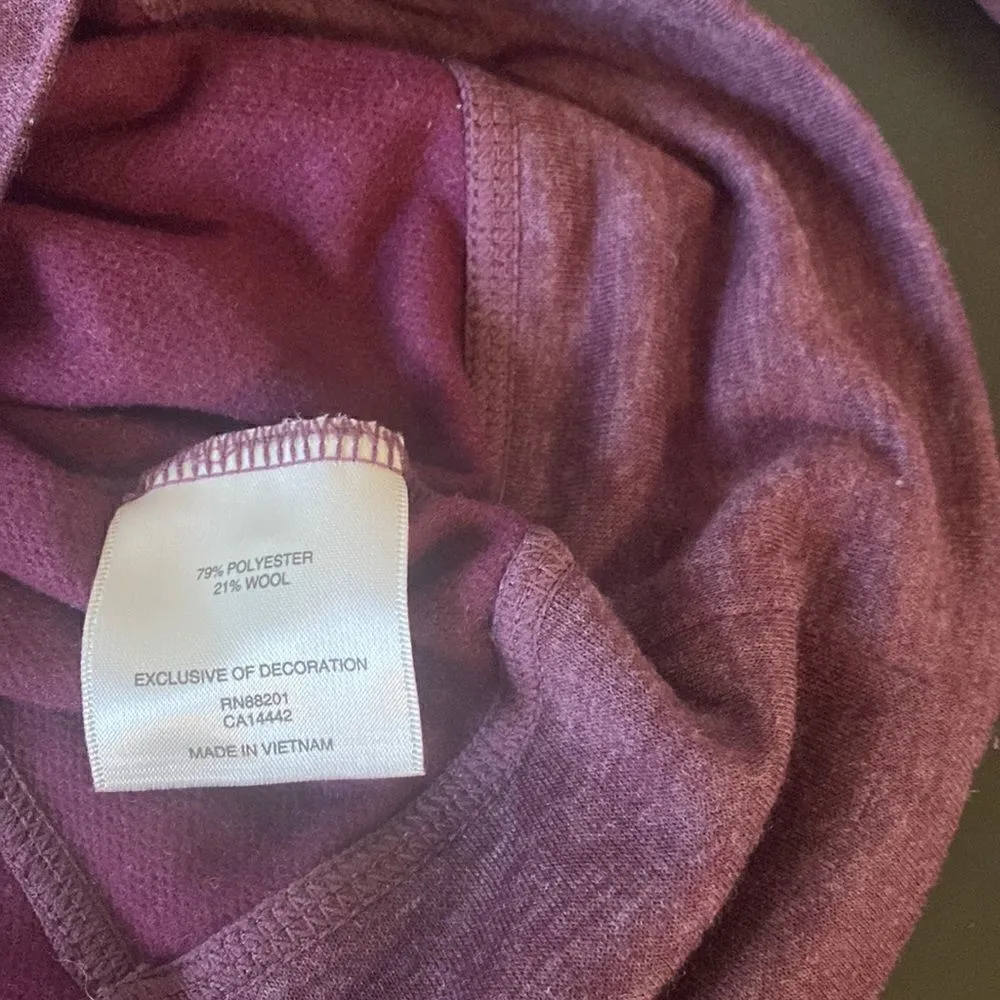 79% POLYESTER
21% WOOL
EXCLUSIVE OF DECORATION
RN88201
CA14442
MADE IN VIETNAM